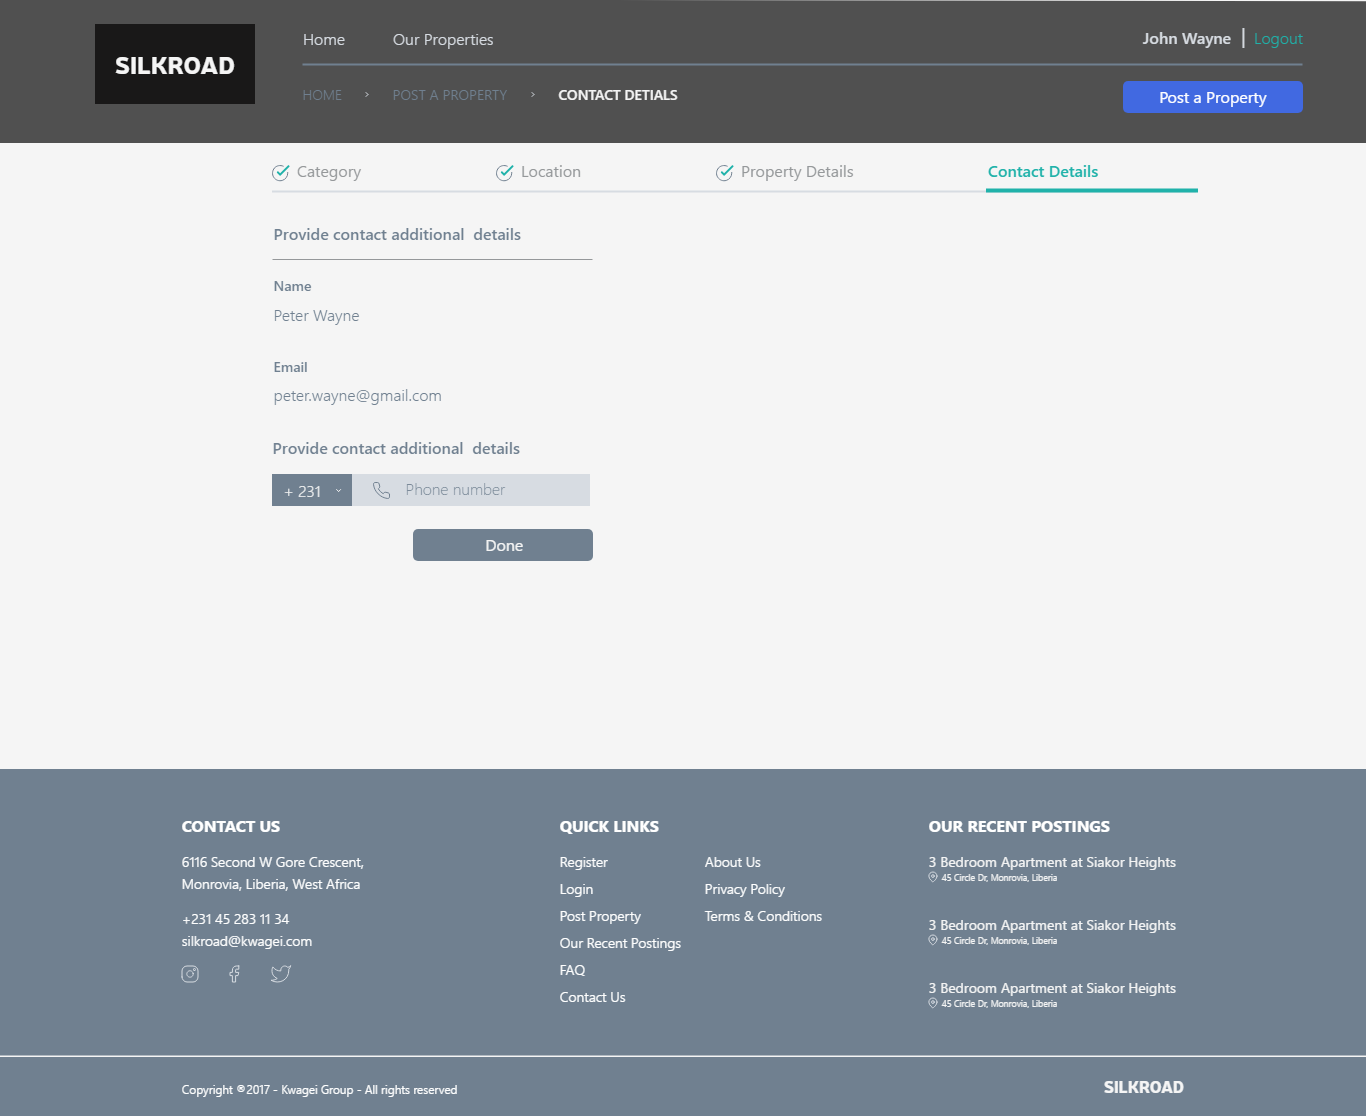 SILKROAD
Home Our Properties
John Wayne | Logout
HOME › POST A PROPERTY › CONTACT DETIALS
Post a Property
Category Location Property Details Contact Details
Provide contact additional details
Name
Peter Wayne
Email
peter.wayne@gmail.com
Provide contact additional details
+ 231 Phone number
Done
CONTACT US
6116 Second W Gore Crescent,
Monrovia, Liberia, West Africa
+231 45 283 11 34
silkroad@kwagei.com
QUICK LINKS
Register
Login
Post Property
Our Recent Postings
FAQ
Contact Us
About Us
Privacy Policy
Terms & Conditions
OUR RECENT POSTINGS
3 Bedroom Apartment at Siakor Heights
45 Circle Dr, Monrovia, Liberia
3 Bedroom Apartment at Siakor Heights
45 Circle Dr, Monrovia, Liberia
3 Bedroom Apartment at Siakor Heights
45 Circle Dr, Monrovia, Liberia
Copyright ®2017 - Kwagei Group - All rights reserved
SILKROAD